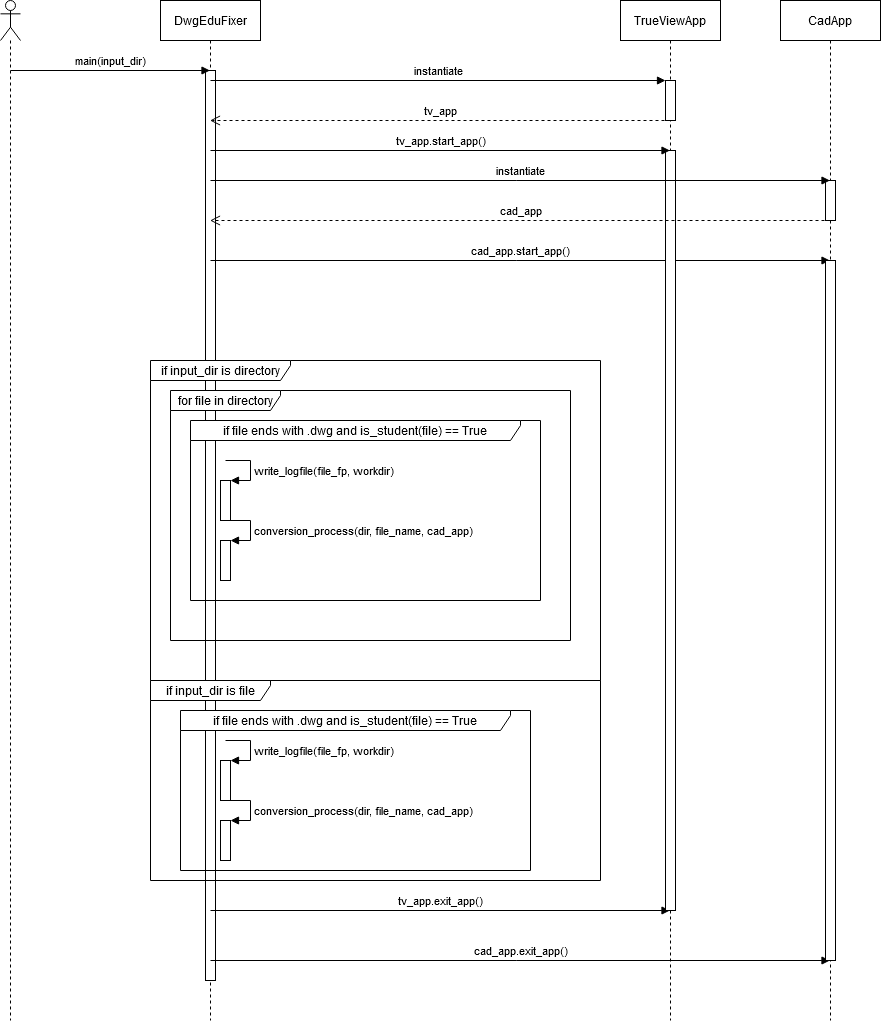 DwgEduFixer
TrueViewApp
CadApp
main(input_dir)
instantiate
tv_app
tv_app.start_app()
instantiate
cad_app
cad_app.start_app()
if input_dir is directory
for file in directory
if file ends with .dwg and is_student(file) == True
write_logfile(file_fp, workdir)
conversion_process(dir, file_name, cad_app)
if input_dir is file
if file ends with .dwg and is_student(file) == True
write_logfile(file_fp, workdir)
conversion_process(dir, file_name, cad_app)
tv_app.exit_app()
cad_app.exit_app()